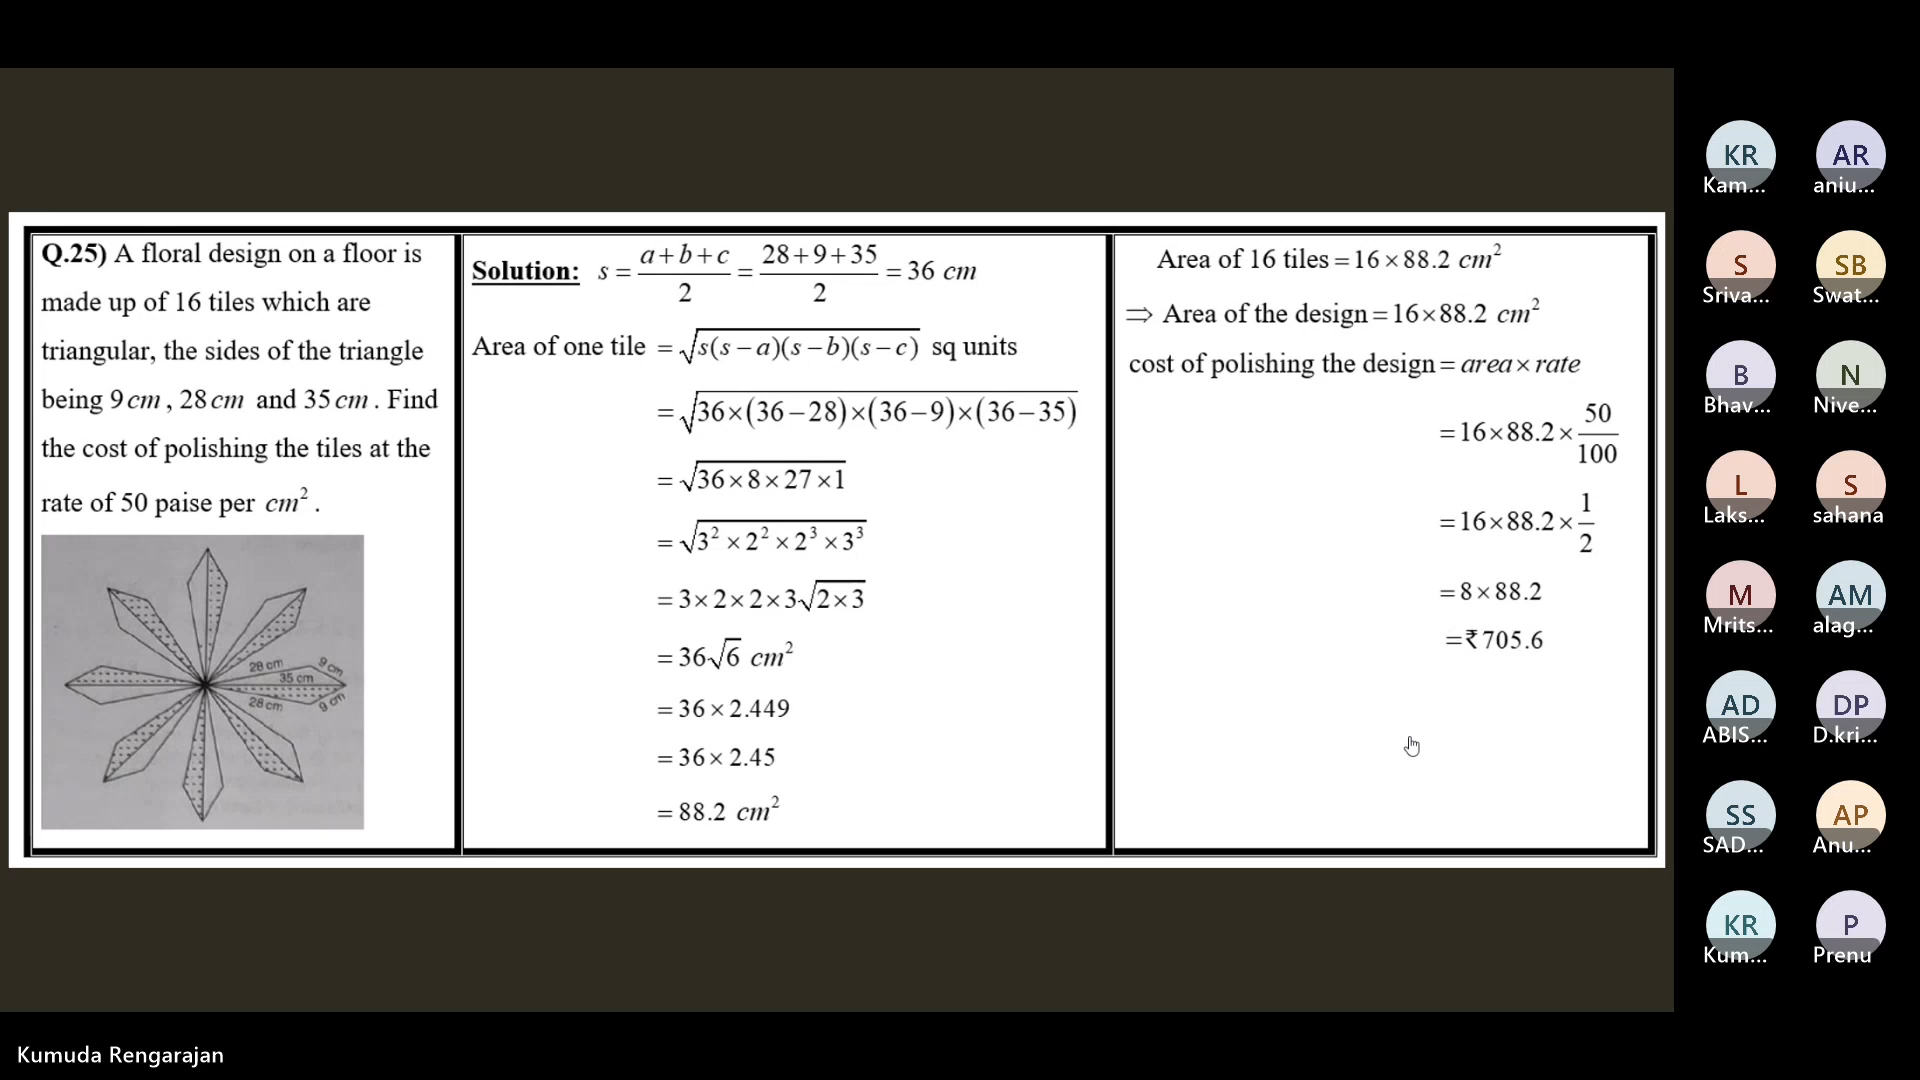 Q.25) A floral design on a floor is
made up of 16 tiles which are
triangular, the sides of the triangle
being 9 cm , 28 cm and 35 cm . Find
the cost of polishing the tiles at the
rate of 50 paise per cm² .
28 cm
9 cm
35 cm
28 cm
9 cm
Solution: s = (a+b+c)/2 = (28+9+35)/2 = 36 cm
Area of one tile = √(s(s−a)(s−b)(s−c)) sq units
= √(36×(36−28)×(36−9)×(36−35))
= √(36×8×27×1)
= √(3²×2²×2³×3³)
= 3×2×2×3√(2×3)
= 36√6 cm²
= 36×2.449
= 36×2.45
= 88.2 cm²
Area of 16 tiles = 16×88.2 cm²
⇒ Area of the design = 16×88.2 cm²
cost of polishing the design = area × rate
= 16×88.2× 50/100
= 16×88.2× 1/2
= 8×88.2
= ₹ 705.6
KR
Kam...
AR
aniu...
S
Sriva...
SB
Swat...
B
Bhav...
N
Nive...
L
Laks...
S
sahana
M
Mrits...
AM
alag...
AD
ABIS...
DP
D.kri...
SS
SAD...
AP
Anu...
KR
Kum...
P
Prenu
Kumuda Rengarajan